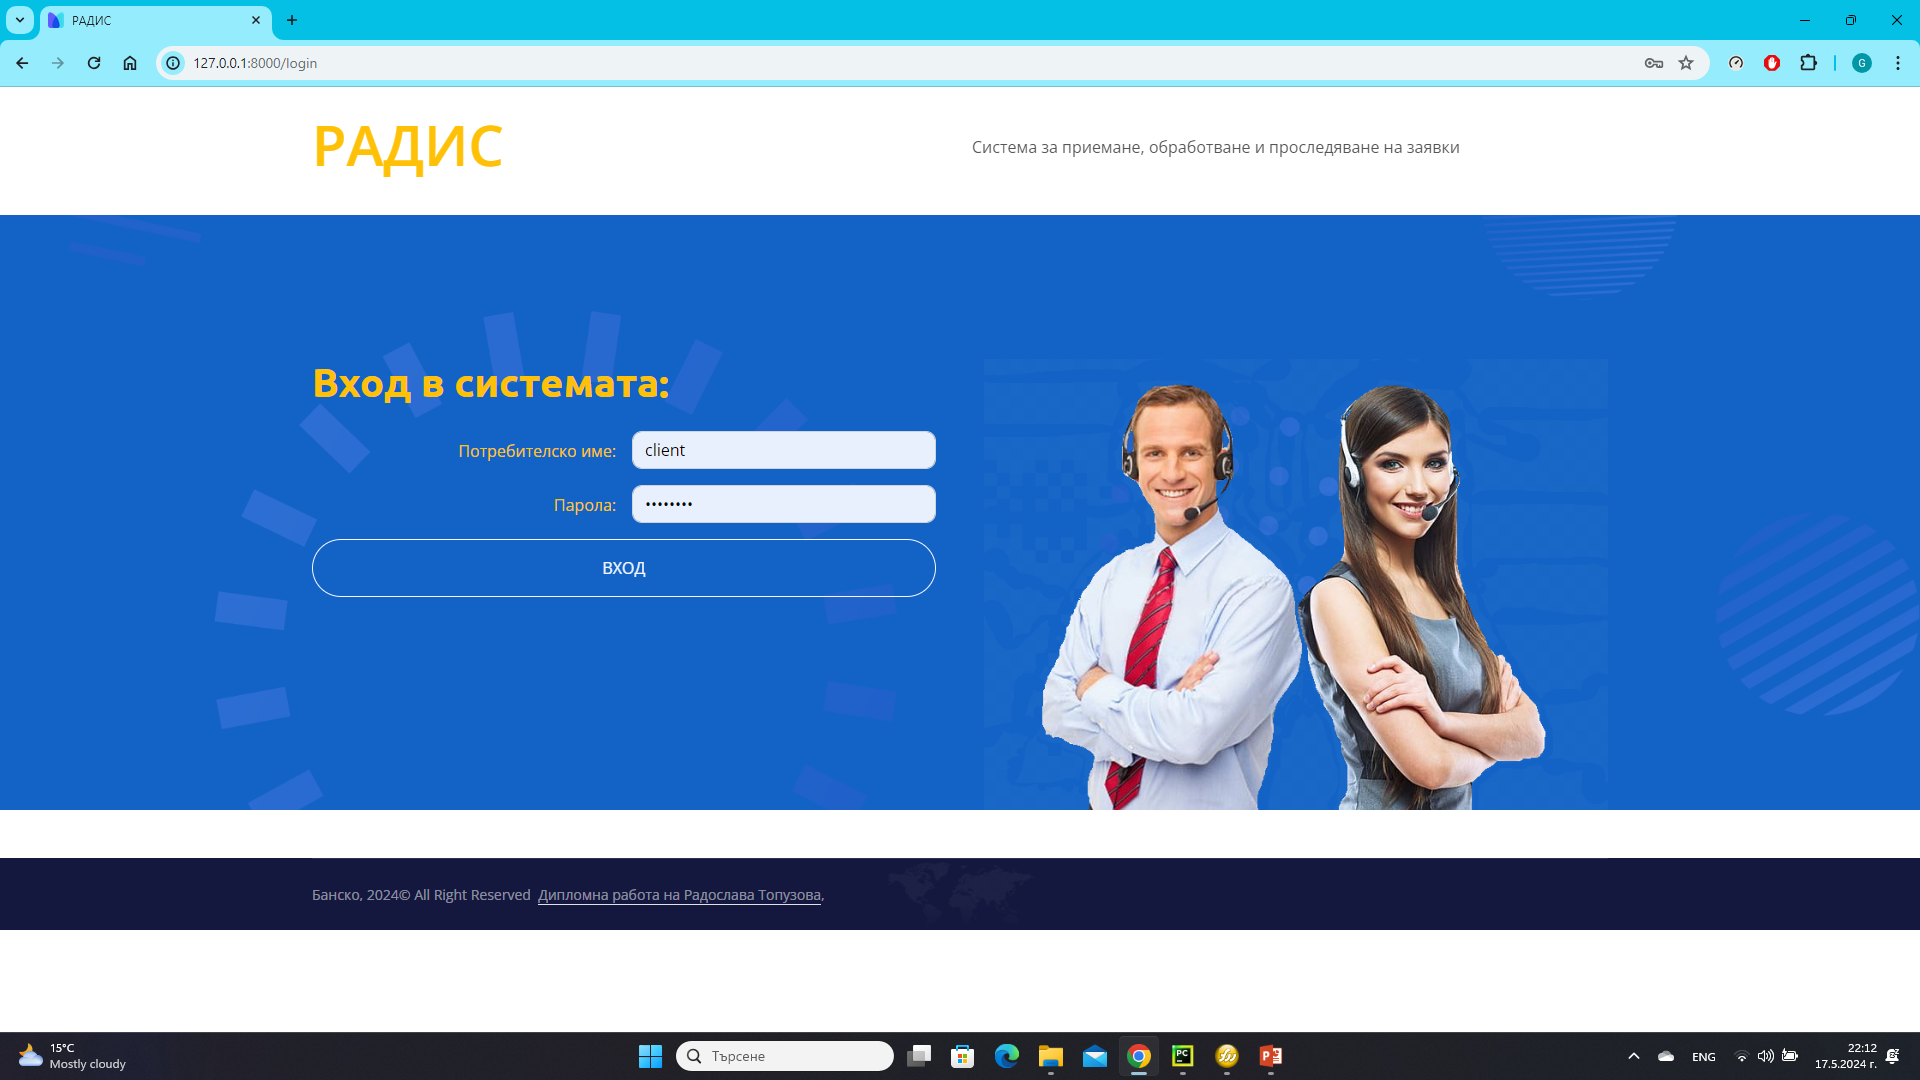 РАДИС
127.0.0.1:8000/login
G
РАДИС
Система за приемане, обработване и проследяване на заявки
Вход в системата:
Потребителско име: client
Парола: ••••••••
ВХОД
Банско, 2024© All Right Reserved Дипломна работа на Радослава Топузова,
15°C
Mostly cloudy
Търсене
PC
ENG
22:12
17.5.2024 г.